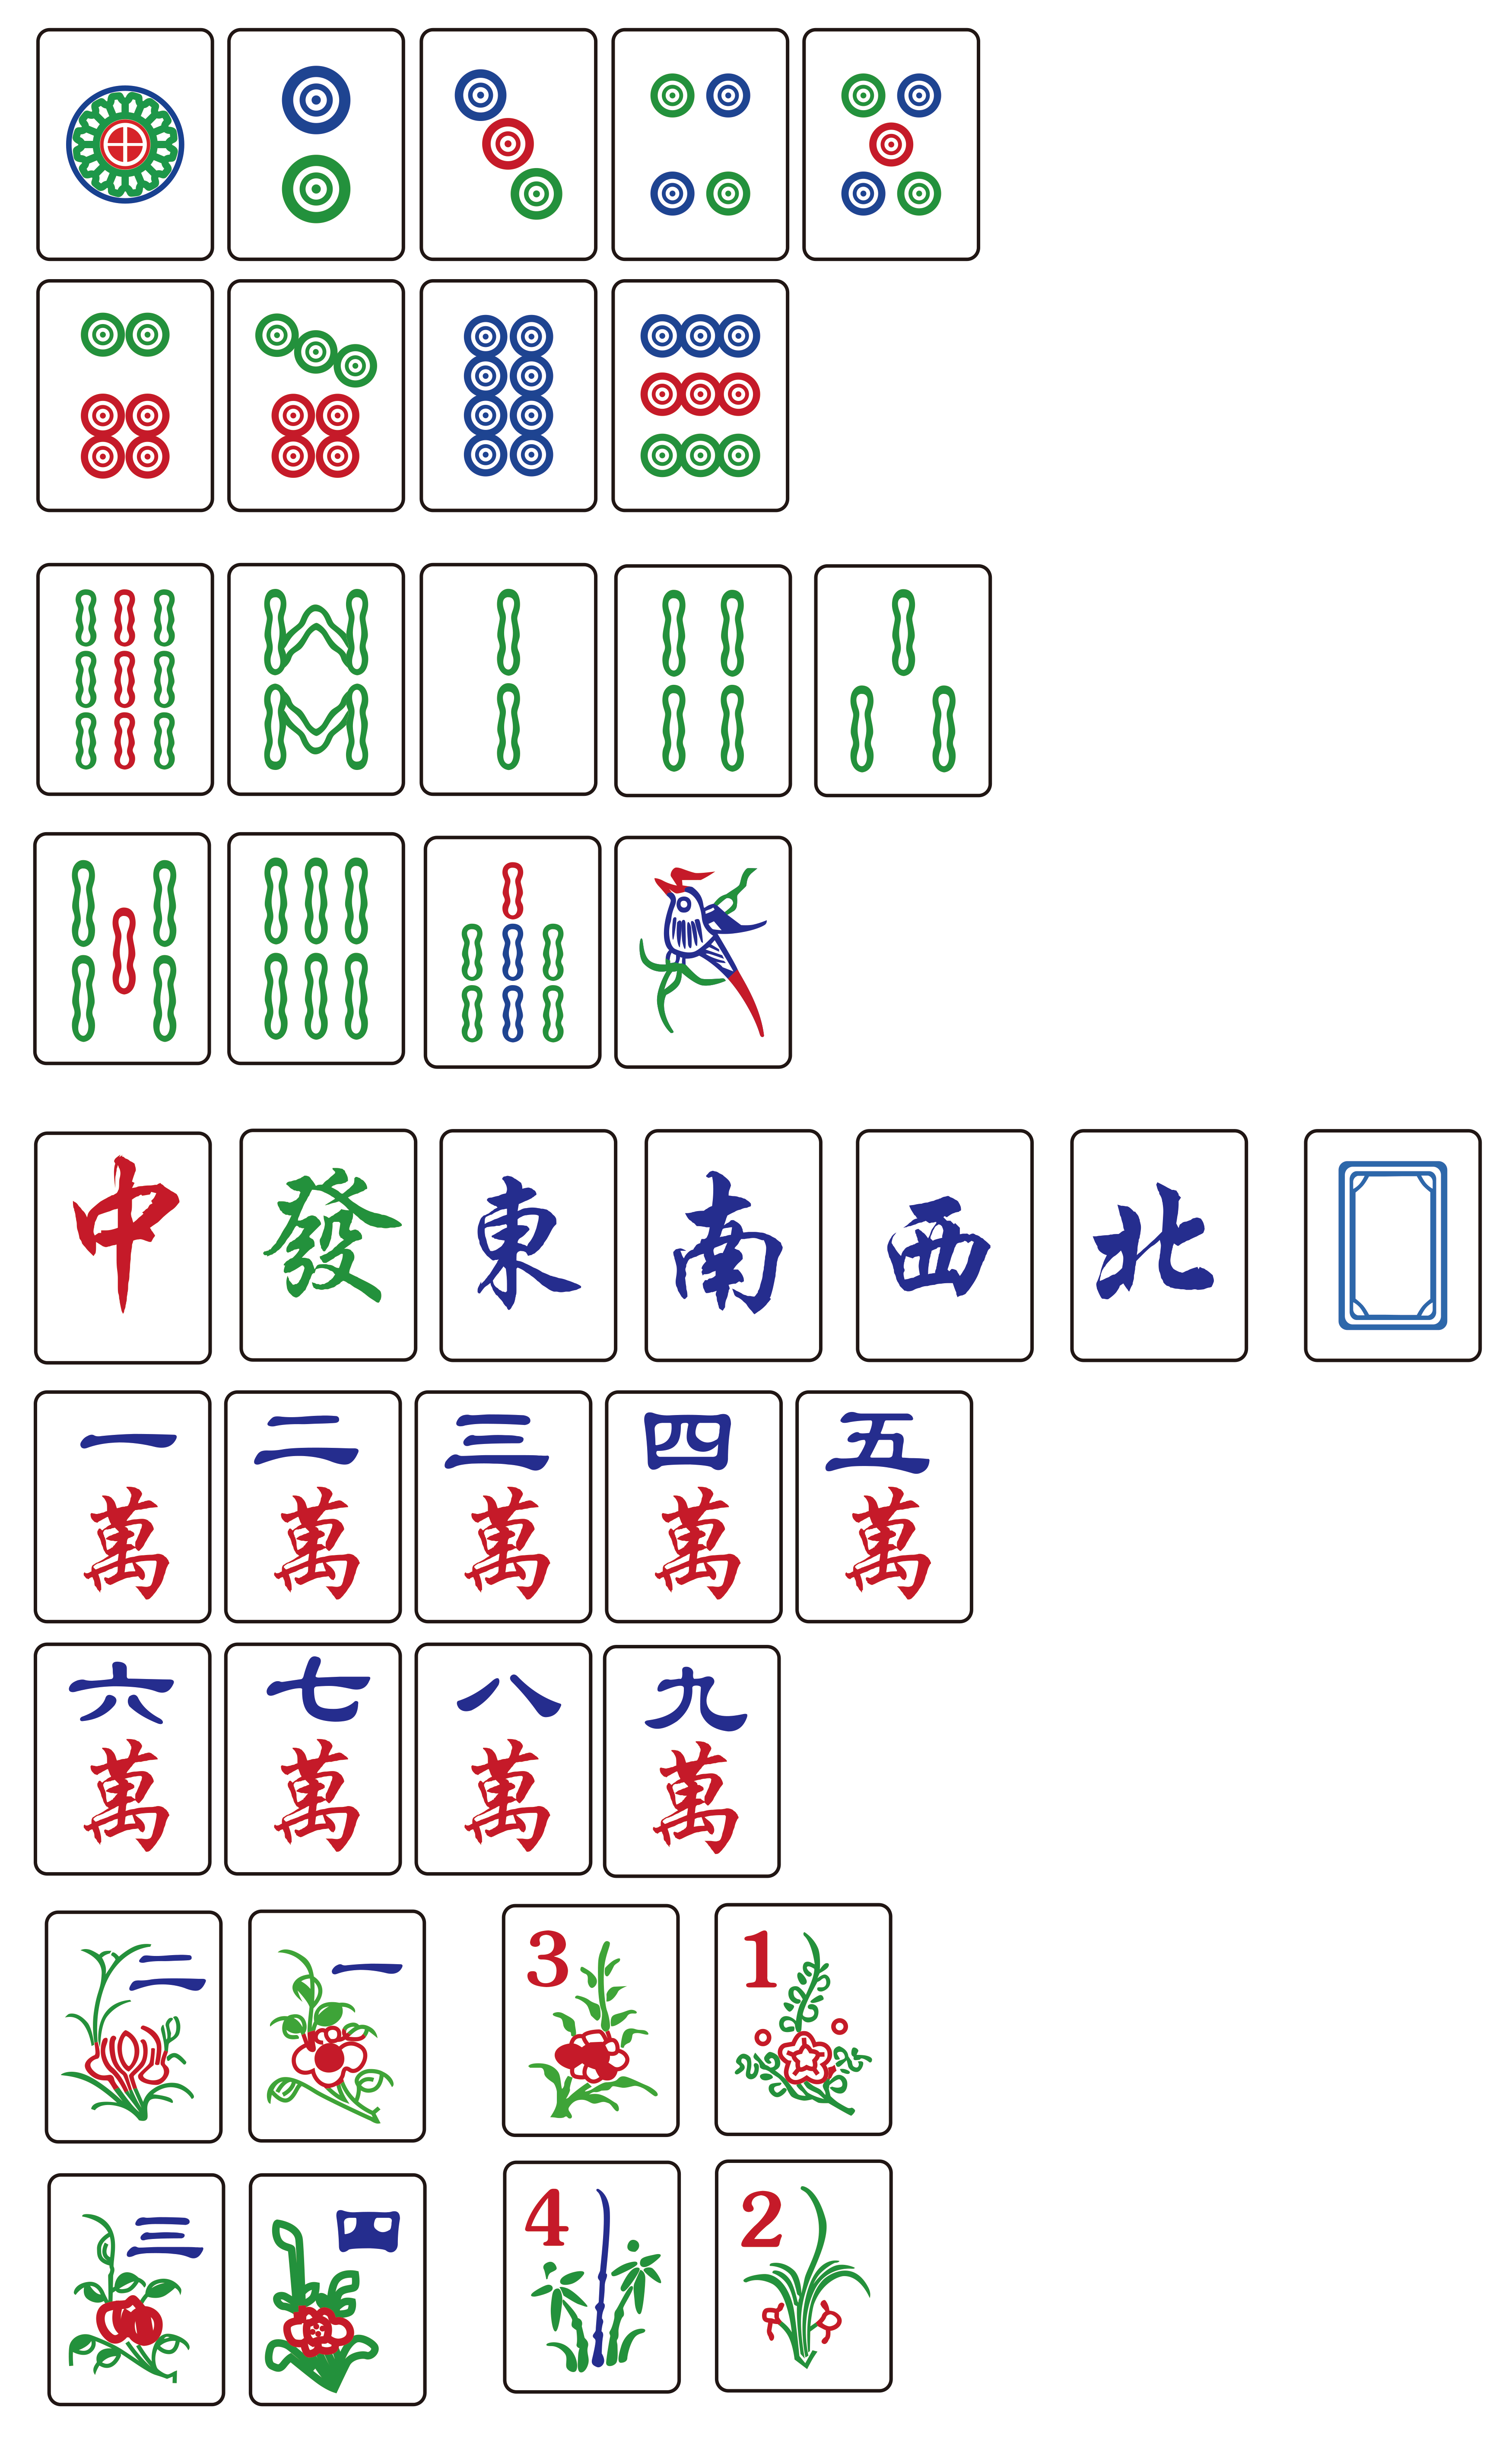 中 發 東 南 西 北
一 二 三 四 五
萬 萬 萬 萬 萬
六 七 八 九
萬 萬 萬 萬
二 一 3 1
三 四 4 2